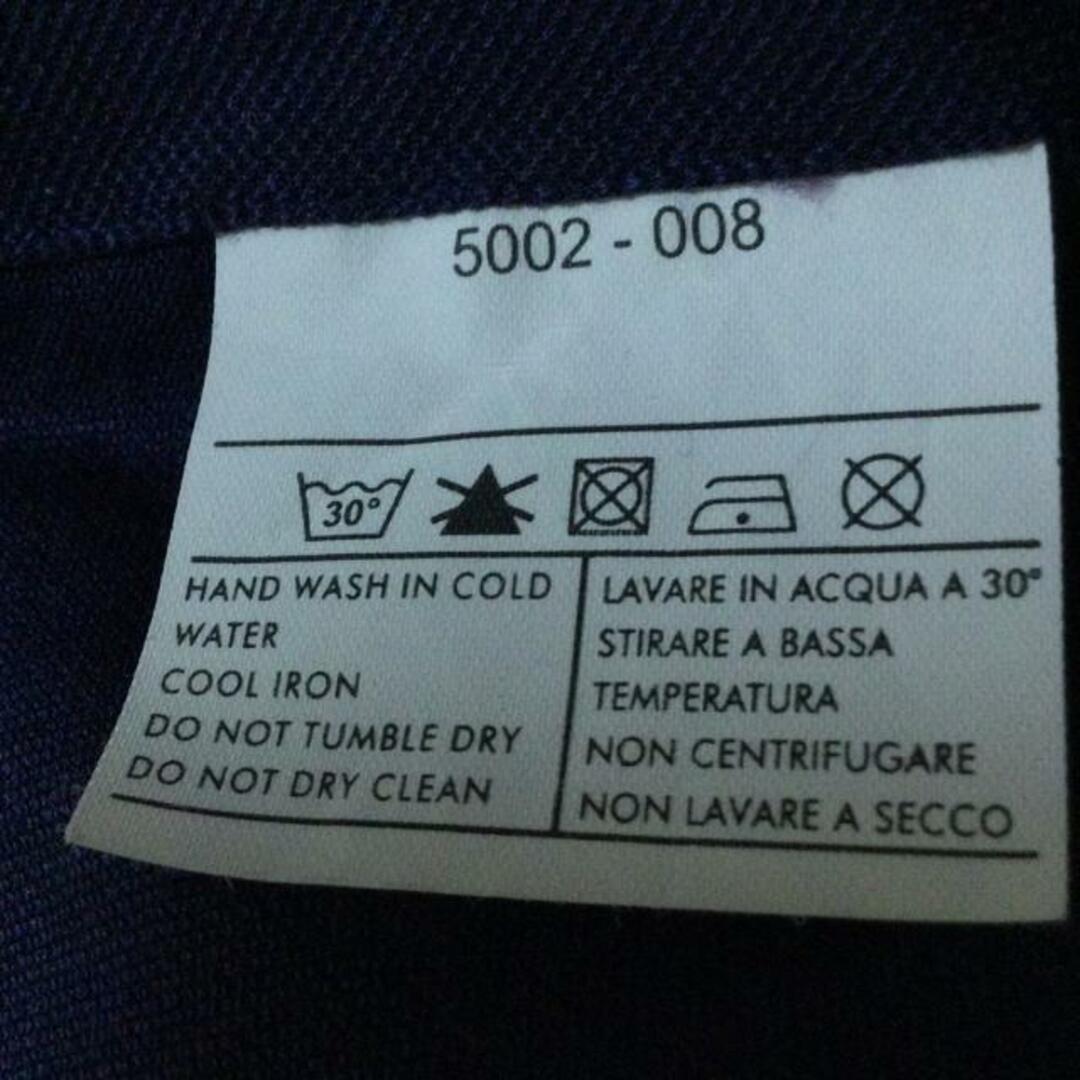 5002 - 008
30°
HAND WASH IN COLD
WATER
COOL IRON
DO NOT TUMBLE DRY
DO NOT DRY CLEAN
LAVARE IN ACQUA A 30°
STIRARE A BASSA
TEMPERATURA
NON CENTRIFUGARE
NON LAVARE A SECCO